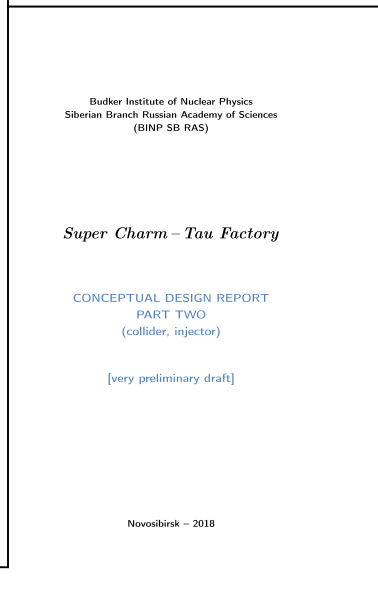 Budker Institute of Nuclear Physics
Siberian Branch Russian Academy of Sciences
(BINP SB RAS)
Super Charm – Tau Factory
CONCEPTUAL DESIGN REPORT
PART TWO
(collider, injector)
[very preliminary draft]
Novosibirsk – 2018